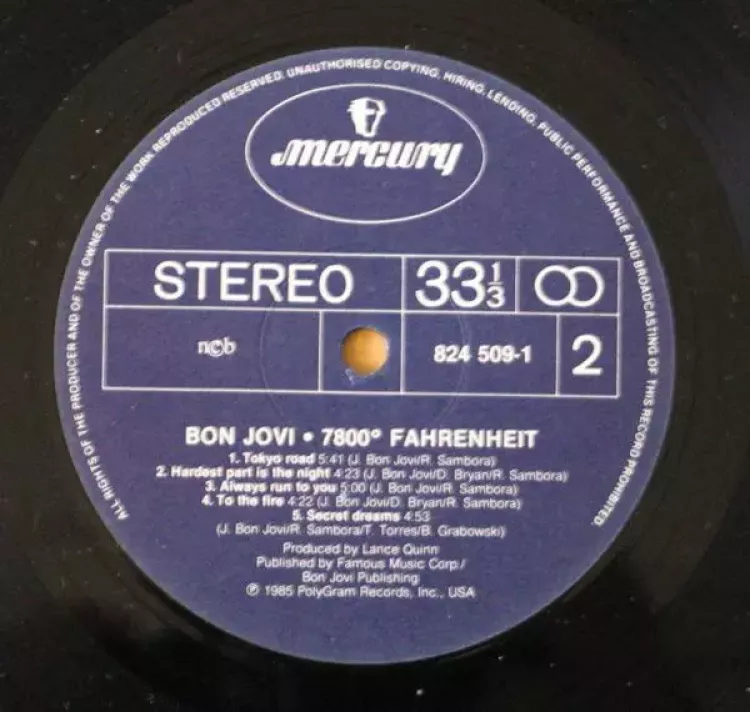 ALL RIGHTS OF THE PRODUCER AND OF THE OWNER OF THE WORK REPRODUCED RESERVED. UNAUTHORISED COPYING, HIRING, LENDING, PUBLIC PERFORMANCE AND BROADCASTING OF THIS RECORD PROHIBITED
mercury
STEREO 33 1/3
n©b 824 509-1 2
BON JOVI • 7800° FAHRENHEIT
1. Tokyo road 5:41 (J. Bon Jovi/R. Sambora)
2. Hardest part is the night 4:23 (J. Bon Jovi/D. Bryan/R. Sambora)
3. Always run to you 5:00 (J. Bon Jovi/R. Sambora)
4. To the fire 4:22 (J. Bon Jovi/D. Bryan/R. Sambora)
5. Secret dreams 4:53
(J. Bon Jovi/R. Sambora/T. Torres/B. Grabowski)
Produced by Lance Quinn
Published by Famous Music Corp./
Bon Jovi Publishing
℗ 1985 PolyGram Records, Inc., USA